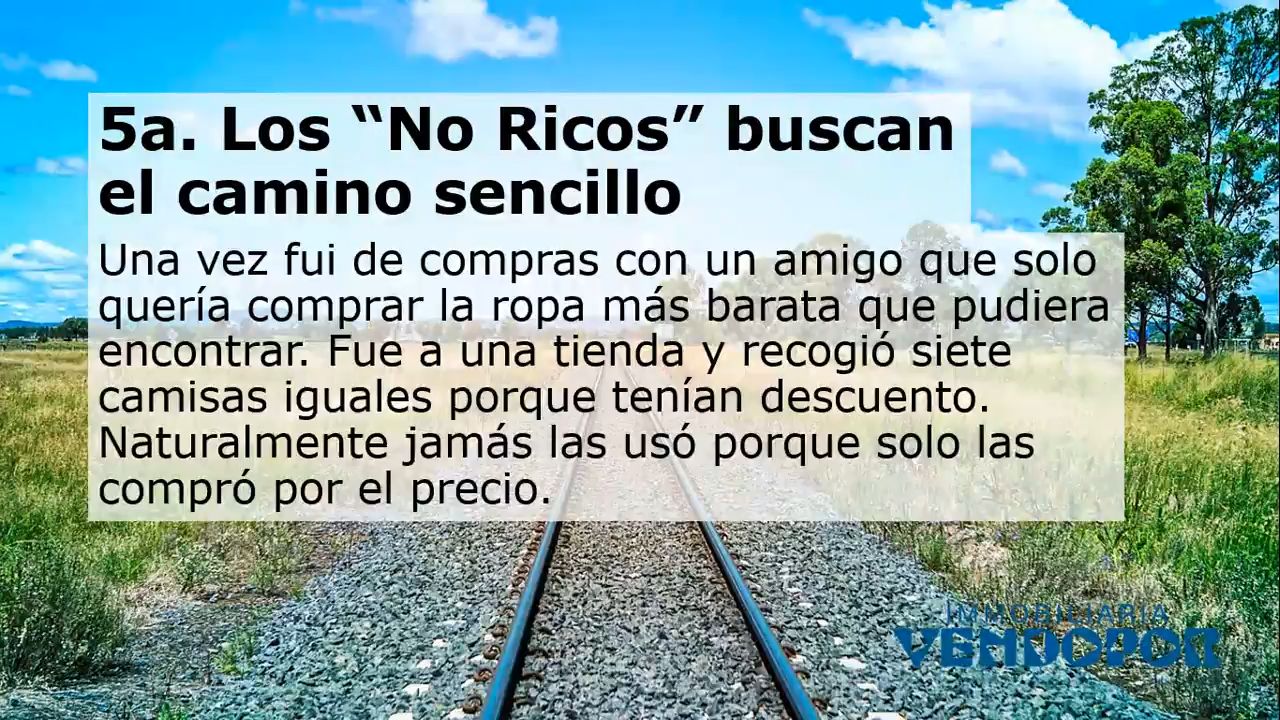 5a. Los “No Ricos” buscan
el camino sencillo
Una vez fui de compras con un amigo que solo
quería comprar la ropa más barata que pudiera
encontrar. Fue a una tienda y recogió siete
camisas iguales porque tenían descuento.
Naturalmente jamás las usó porque solo las
compró por el precio.
IMMOBILIARIA
VENDOPOR